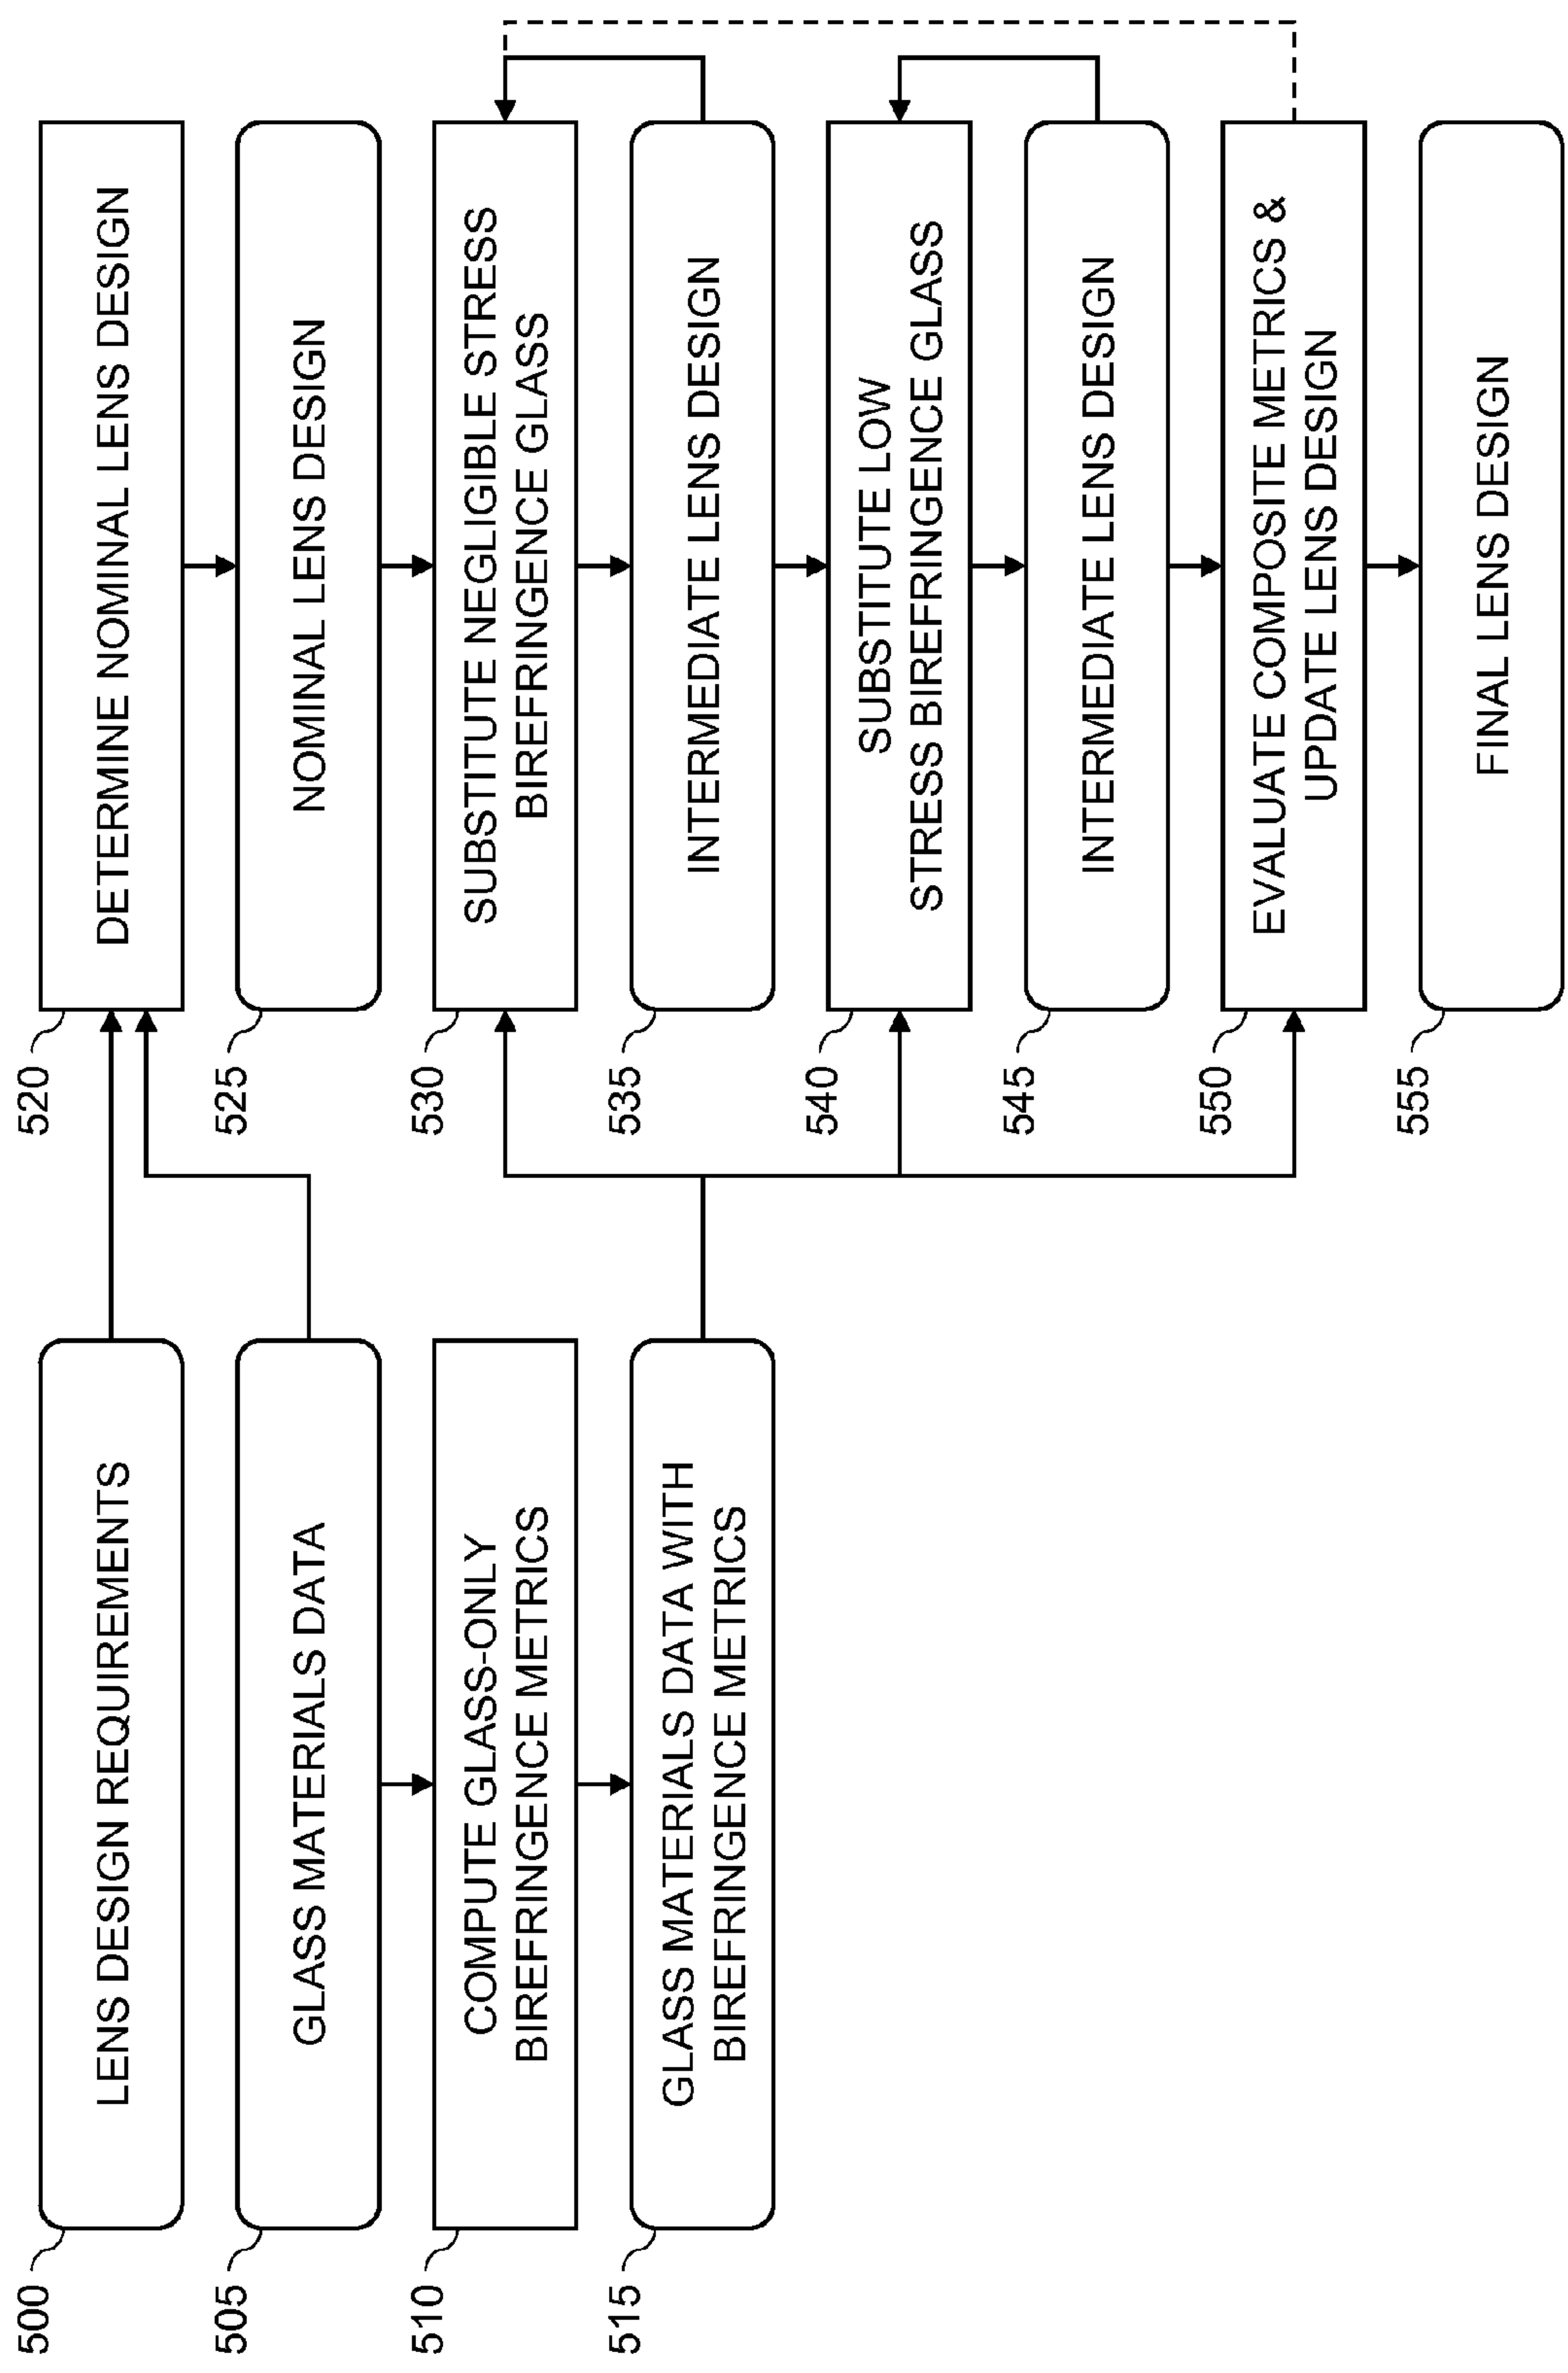 500
LENS DESIGN REQUIREMENTS
505
GLASS MATERIALS DATA
510
COMPUTE GLASS-ONLY
BIREFRINGENCE METRICS
515
GLASS MATERIALS DATA WITH
BIREFRINGENCE METRICS
520
DETERMINE NOMINAL LENS DESIGN
525
NOMINAL LENS DESIGN
530
SUBSTITUTE NEGLIGIBLE STRESS
BIREFRINGENCE GLASS
535
INTERMEDIATE LENS DESIGN
540
SUBSTITUTE LOW
STRESS BIREFRINGENCE GLASS
545
INTERMEDIATE LENS DESIGN
550
EVALUATE COMPOSITE METRICS &
UPDATE LENS DESIGN
555
FINAL LENS DESIGN